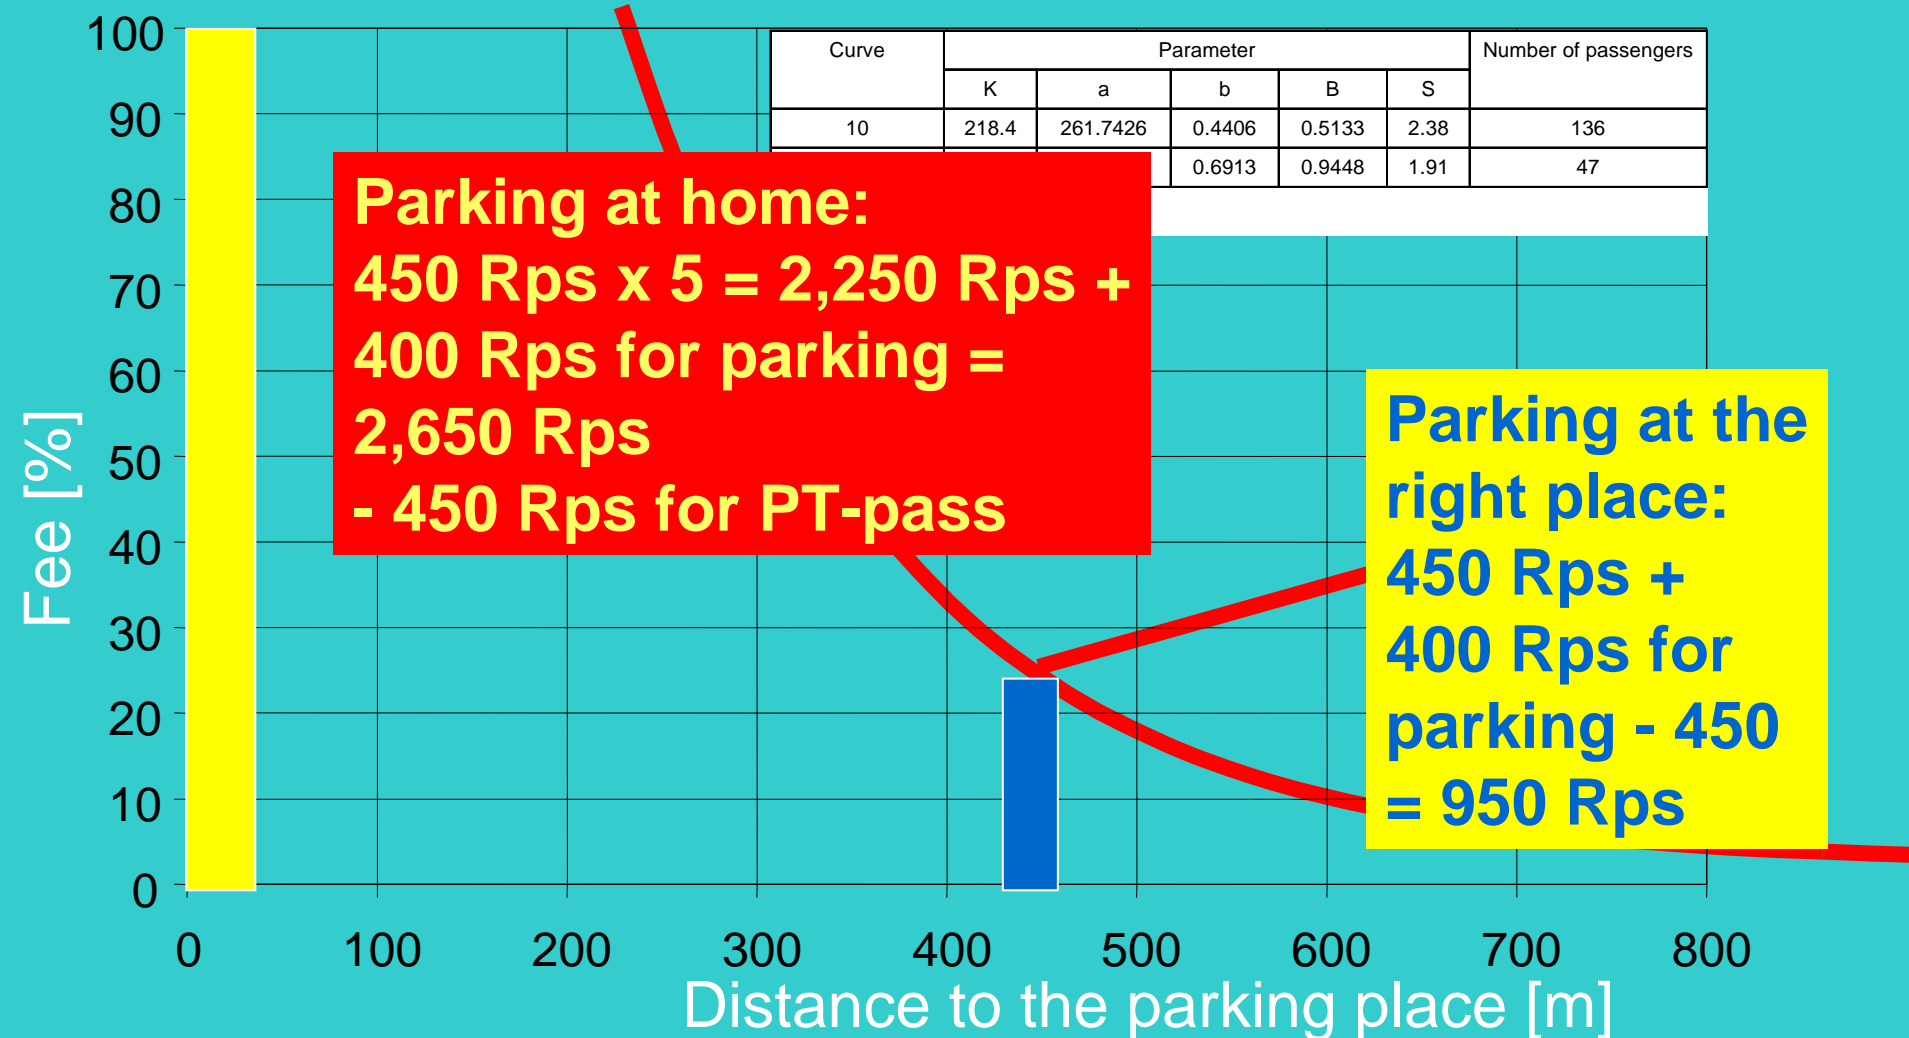 100
90
80
70
60
50
40
30
20
10
0
Fee [%]
Curve Parameter Number of passengers
K a b B S
10 218.4 261.7426 0.4406 0.5133 2.38 136
0.6913 0.9448 1.91 47
Parking at home:
450 Rps x 5 = 2,250 Rps +
400 Rps for parking =
2,650 Rps
- 450 Rps for PT-pass
Parking at the
right place:
450 Rps +
400 Rps for
parking - 450
= 950 Rps
0 100 200 300 400 500 600 700 800
Distance to the parking place [m]